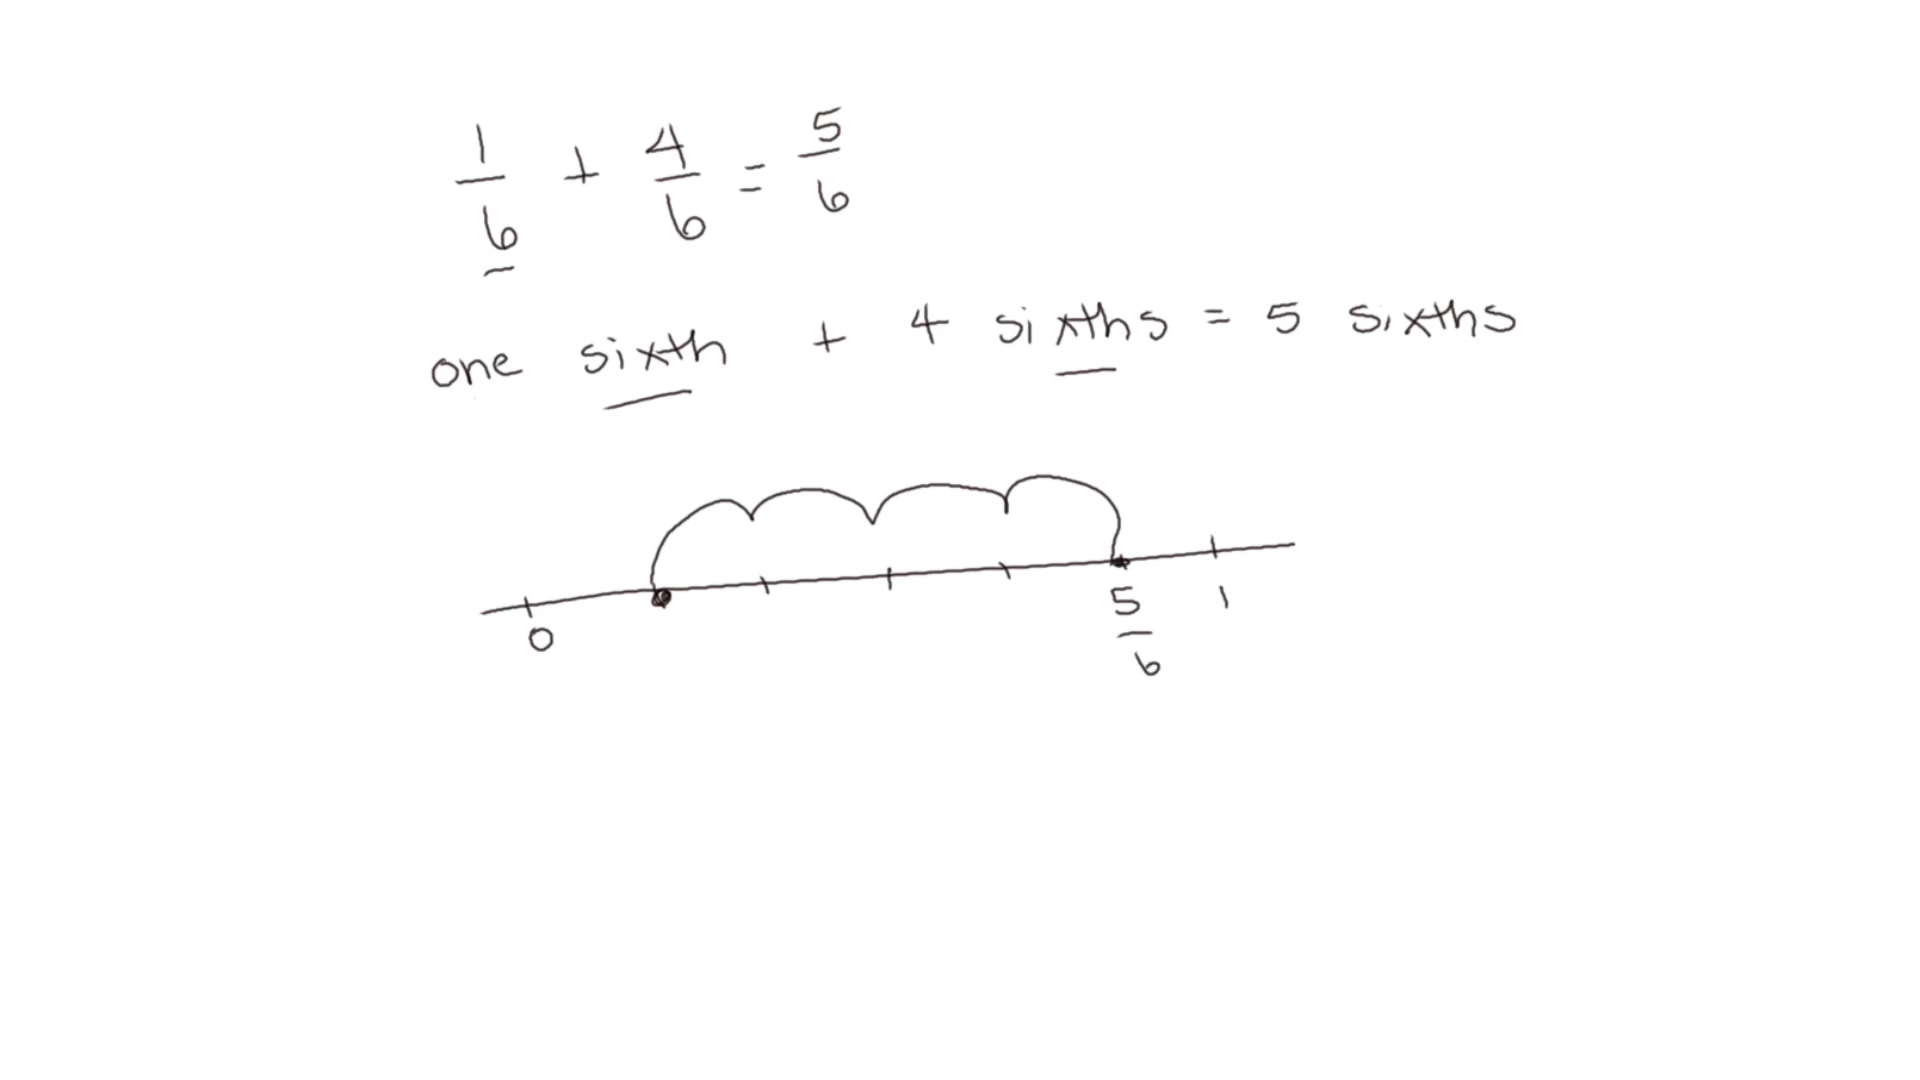 1/6 + 4/6 = 5/6
one sixth + 4 sixths = 5 sixths
0 5/6 1